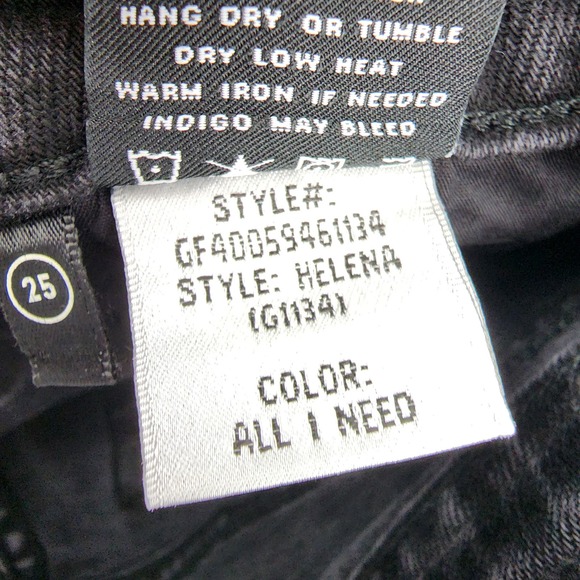 HANG DRY OR TUMBLE
DRY LOW HEAT
WARM IRON IF NEEDED
INDIGO MAY BLEED
STYLE#:
GF40059461134
STYLE: HELENA
(G1134)
COLOR:
ALL I NEED
25